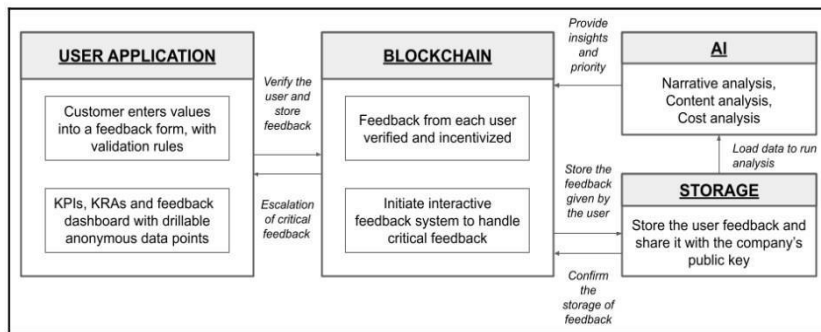 USER APPLICATION
Customer enters values
into a feedback form, with
validation rules
KPIs, KRAs and feedback
dashboard with drillable
anonymous data points
Verify the
user and
store
feedback
Escalation
of critical
feedback
BLOCKCHAIN
Feedback from each user
verified and incentivized
Initiate interactive
feedback system to handle
critical feedback
Provide
insights
and
priority
Store the
feedback
given by
the user
Confirm
the
storage of
feedback
AI
Narrative analysis,
Content analysis,
Cost analysis
Load data to run
analysis
STORAGE
Store the user feedback and
share it with the company's
public key